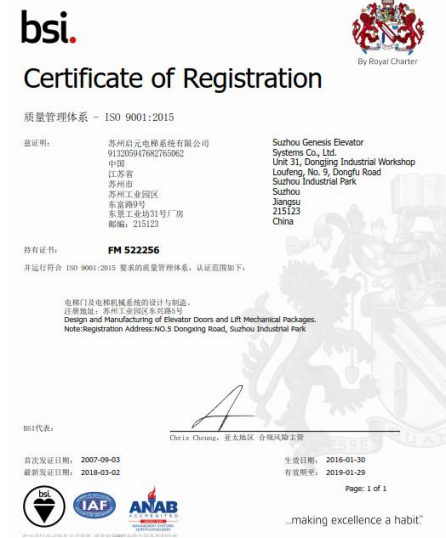 bsi.
By Royal Charter
Certificate of Registration
质量管理体系 - ISO 9001:2015
兹证明:
苏州启元电梯系统有限公司
913205947682765062
中国
江苏省
苏州市
苏州工业园区
东富路9号
东景工业坊31号厂房
邮编: 215123
Suzhou Genesis Elevator
Systems Co., Ltd.
Unit 31, Dongjing Industrial Workshop
Loufeng, No. 9, Dongfu Road
Suzhou Industrial Park
Suzhou
Jiangsu
215123
China
持有证书:
FM 522256
并运行符合 ISO 9001:2015 要求的质量管理体系,认证范围如下:
电梯门及电梯机械系统的设计与制造。
注册地址: 苏州工业园区东兴路5号
Design and Manufacturing of Elevator Doors and Lift Mechanical Packages.
Note:Registration Address:NO.5 Dongxing Road, Suzhou Industrial Park
BSI代表:
Chris Cheung, 亚太地区 合规风险主管
首次发证日期: 2007-09-03
生效日期: 2016-01-30
最新发证日期: 2018-03-02
有效期至: 2019-01-29
Page: 1 of 1
bsi.
IAF
ANAB
ACCREDITED
...making excellence a habit.™